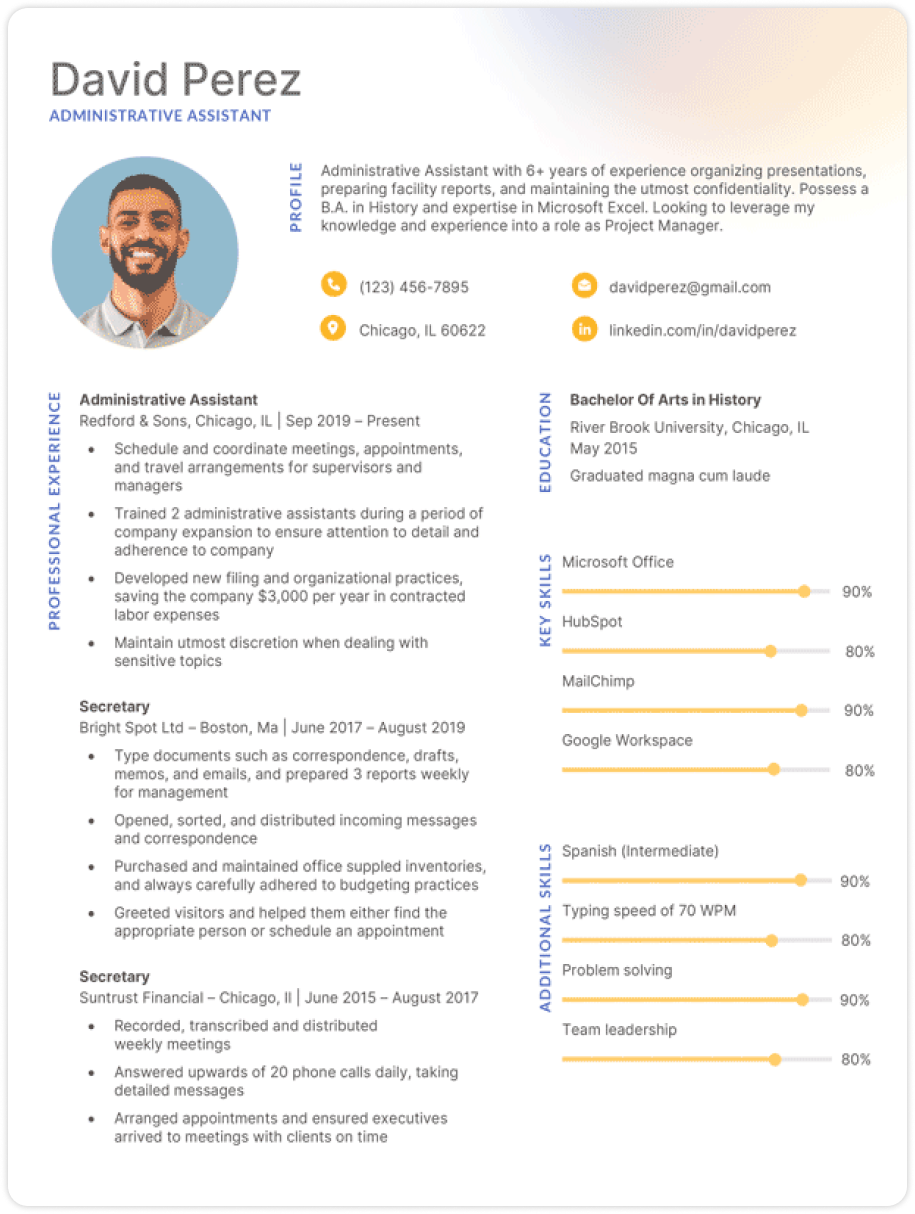 David Perez
ADMINISTRATIVE ASSISTANT
PROFILE
Administrative Assistant with 6+ years of experience organizing presentations,
preparing facility reports, and maintaining the utmost confidentiality. Possess a
B.A. in History and expertise in Microsoft Excel. Looking to leverage my
knowledge and experience into a role as Project Manager.
(123) 456-7895
davidperez@gmail.com
Chicago, IL 60622
in
linkedin.com/in/davidperez
PROFESSIONAL EXPERIENCE
Administrative Assistant
Redford & Sons, Chicago, IL | Sep 2019 – Present
• Schedule and coordinate meetings, appointments,
and travel arrangements for supervisors and
managers
• Trained 2 administrative assistants during a period of
company expansion to ensure attention to detail and
adherence to company
• Developed new filing and organizational practices,
saving the company $3,000 per year in contracted
labor expenses
• Maintain utmost discretion when dealing with
sensitive topics
Secretary
Bright Spot Ltd – Boston, Ma | June 2017 – August 2019
• Type documents such as correspondence, drafts,
memos, and emails, and prepared 3 reports weekly
for management
• Opened, sorted, and distributed incoming messages
and correspondence
• Purchased and maintained office suppled inventories,
and always carefully adhered to budgeting practices
• Greeted visitors and helped them either find the
appropriate person or schedule an appointment
Secretary
Suntrust Financial – Chicago, Il | June 2015 – August 2017
• Recorded, transcribed and distributed
weekly meetings
• Answered upwards of 20 phone calls daily, taking
detailed messages
• Arranged appointments and ensured executives
arrived to meetings with clients on time
EDUCATION
Bachelor Of Arts in History
River Brook University, Chicago, IL
May 2015
Graduated magna cum laude
KEY SKILLS
Microsoft Office
90%
HubSpot
80%
MailChimp
90%
Google Workspace
80%
ADDITIONAL SKILLS
Spanish (Intermediate)
90%
Typing speed of 70 WPM
80%
Problem solving
90%
Team leadership
80%